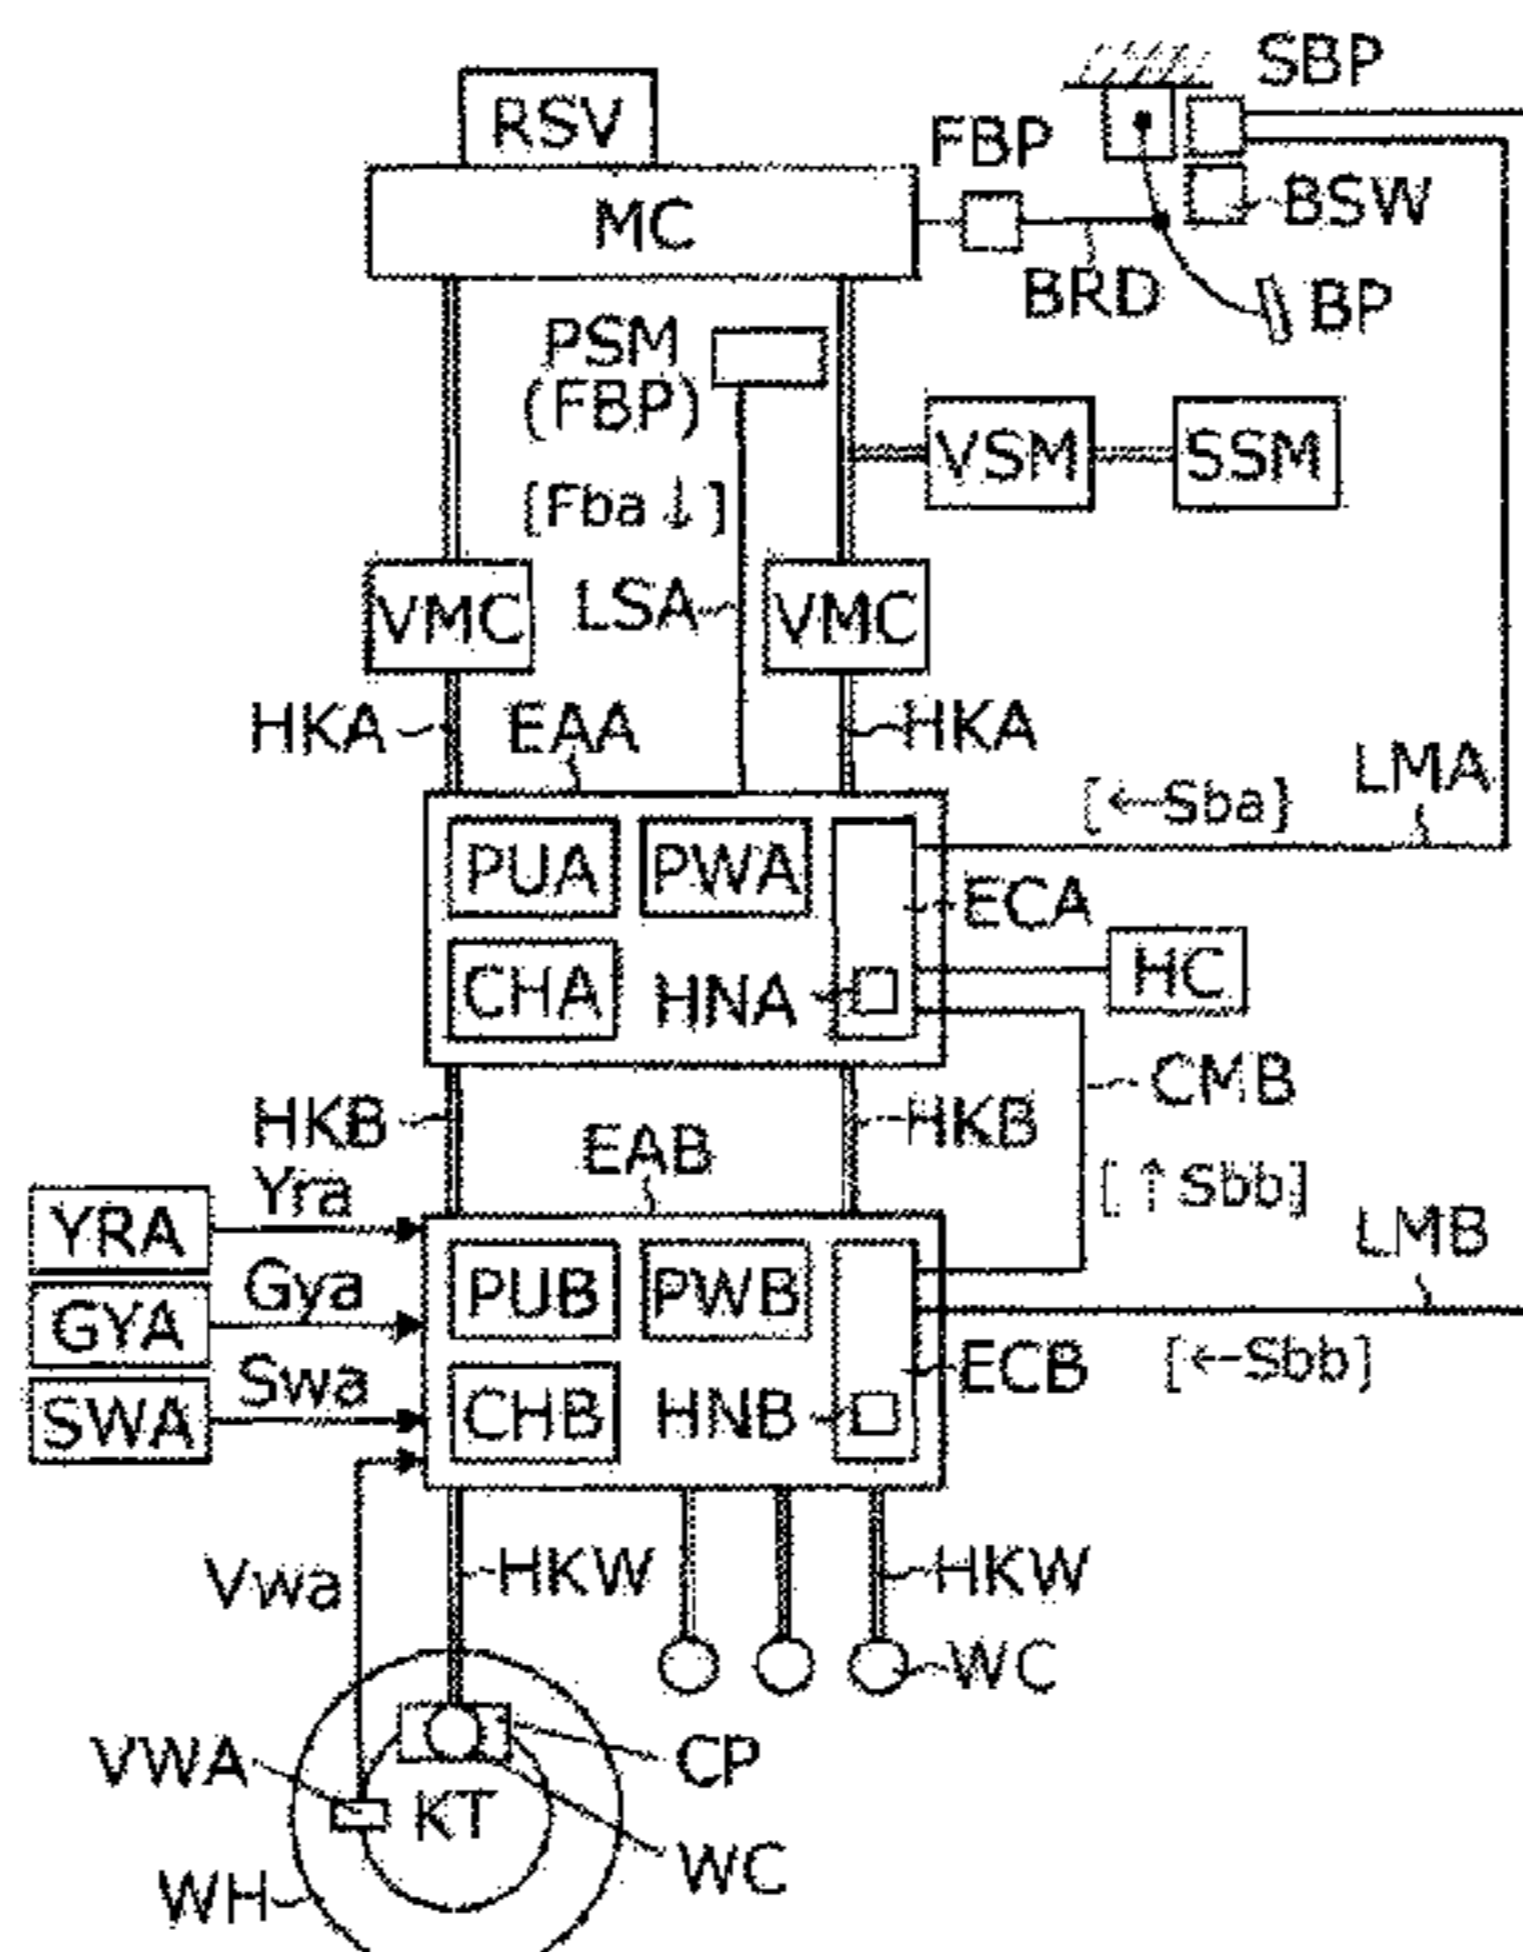 SBP
RSV
FBP
MC
BSW
BRD
BP
PSM
(FBP)
VSM
SSM
[Fba ↓]
LSA
VMC
VMC
HKA
EAA
HKA
LMA
[←Sba]
PUA
PWA
ECA
CHA
HNA
HC
CMB
HKB
HKB
EAB
Yra
[↑Sbb]
YRA
LMB
Gya
PUB
PWB
GYA
[←Sbb]
ECB
Swa
SWA
CHB
HNB
Vwa
HKW
HKW
WC
VWA
CP
KT
WC
WH